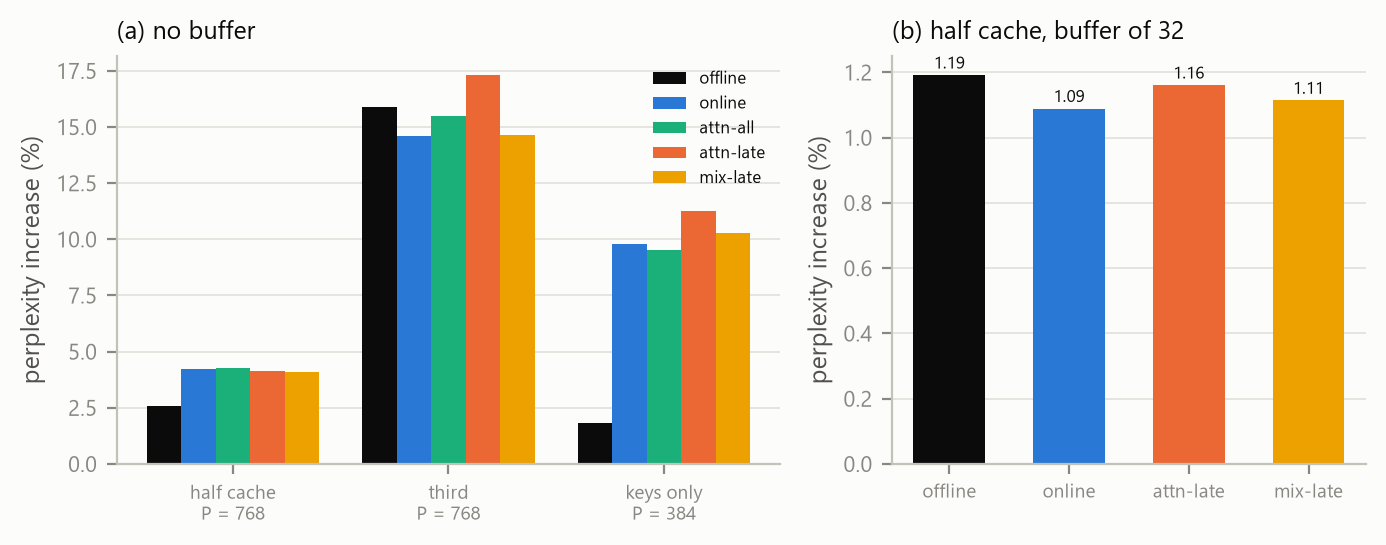 (a) no buffer
perplexity increase (%)
17.5
15.0
12.5
10.0
7.5
5.0
2.5
0.0
offline
online
attn-all
attn-late
mix-late
half cache
P = 768
third
P = 768
keys only
P = 384
(b) half cache, buffer of 32
perplexity increase (%)
1.2
1.0
0.8
0.6
0.4
0.2
0.0
1.19
1.09
1.16
1.11
offline
online
attn-late
mix-late